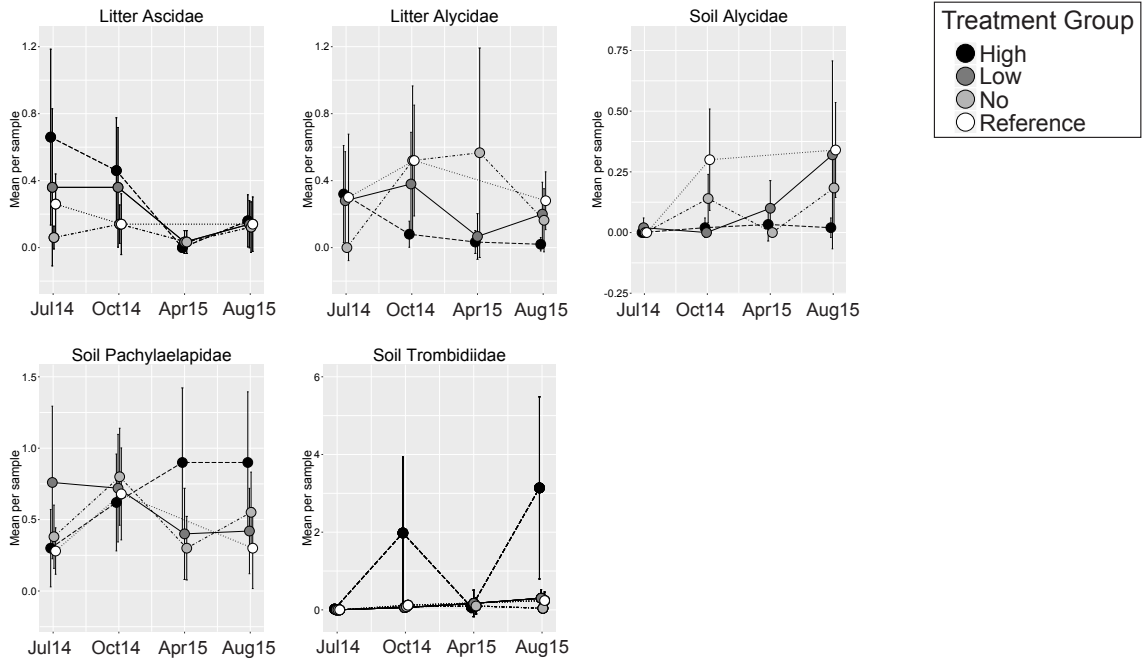 Litter Ascidae
Mean per sample
1.2
0.8
0.4
0.0
Jul14 Oct14 Apr15 Aug15
Litter Alycidae
Mean per sample
1.2
0.8
0.4
0.0
Jul14 Oct14 Apr15 Aug15
Soil Alycidae
Mean per sample
0.75
0.50
0.25
0.00
-0.25
Jul14 Oct14 Apr15 Aug15
Treatment Group
High
Low
No
Reference
Soil Pachylaelapidae
Mean per sample
1.5
1.0
0.5
0.0
Jul14 Oct14 Apr15 Aug15
Soil Trombidiidae
Mean per sample
6
4
2
0
Jul14 Oct14 Apr15 Aug15